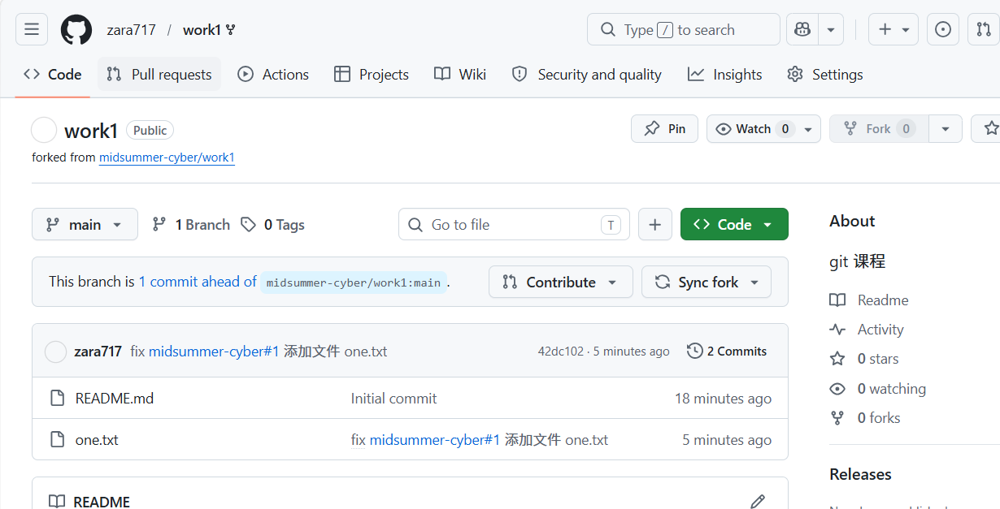 zara717 / work1
Type / to search
Code Pull requests Actions Projects Wiki Security and quality Insights Settings
work1 Public
Pin Watch 0 Fork 0
forked from midsummer-cyber/work1
main 1 Branch 0 Tags
Go to file T
Code
This branch is 1 commit ahead of midsummer-cyber/work1:main .
Contribute Sync fork
zara717 fix midsummer-cyber#1 添加文件 one.txt 42dc102 · 5 minutes ago 2 Commits
README.md Initial commit 18 minutes ago
one.txt fix midsummer-cyber#1 添加文件 one.txt 5 minutes ago
README
About
git 课程
Readme
Activity
0 stars
0 watching
0 forks
Releases